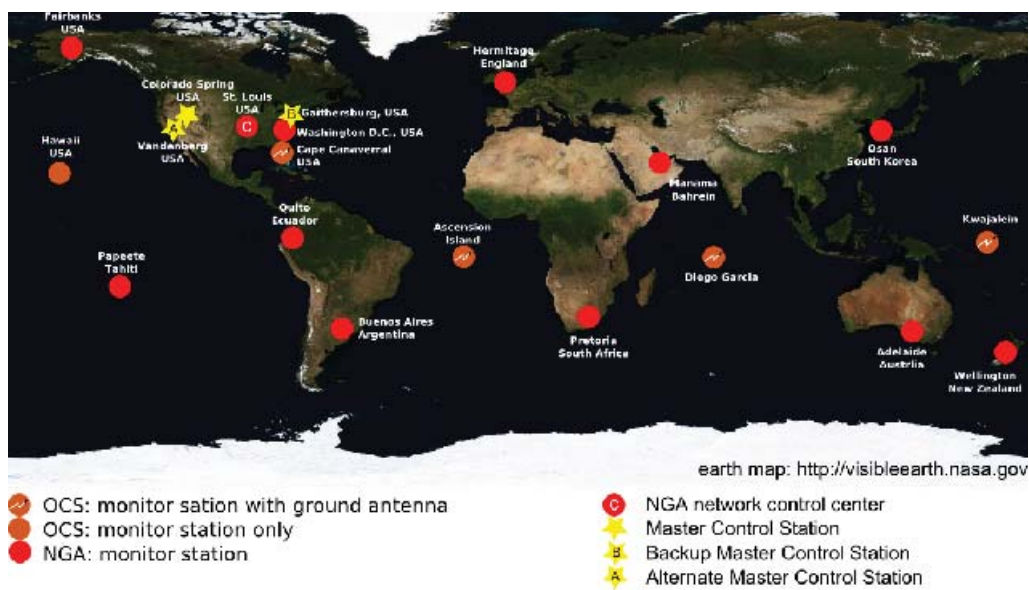 Fairbanks
USA
Hermitage
England
Colorado Spring
USA
St. Louis
USA
C
B
Gaithersburg, USA
A
Washington D.C., USA
Vandenberg
USA
Cape Canaverral
USA
Hawaii
USA
Osan
South Korea
Manama
Bahrein
Quito
Ecuador
Ascension
Island
Kwajalein
Papeete
Tahiti
Diego Garcia
Buenos Aires
Argentina
Pretoria
South Africa
Adelaide
Austrlia
Wellington
New Zealand
earth map: http://visibleearth.nasa.gov
OCS: monitor sation with ground antenna
OCS: monitor station only
NGA: monitor station
C NGA network control center
Master Control Station
B Backup Master Control Station
A Alternate Master Control Station